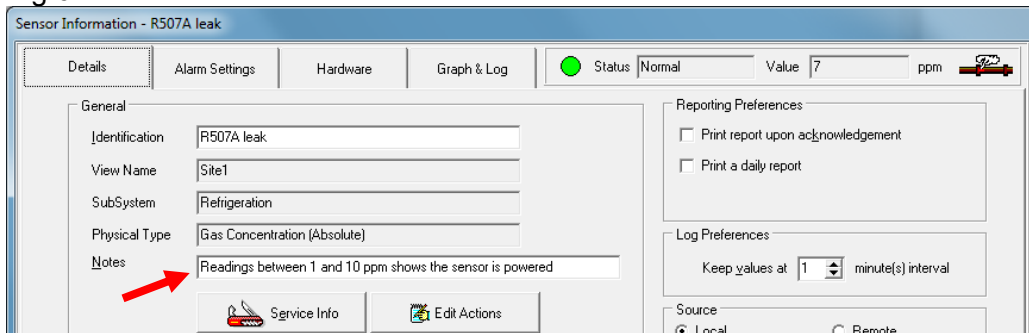 Sensor Information - R507A leak
Details Alarm Settings Hardware Graph & Log Status Normal Value 7 ppm
General
Identification R507A leak
View Name Site1
SubSystem Refrigeration
Physical Type Gas Concentration (Absolute)
Notes Readings between 1 and 10 ppm shows the sensor is powered
Service Info Edit Actions
Reporting Preferences
Print report upon acknowledgement
Print a daily report
Log Preferences
Keep values at 1 minute(s) interval
Source
Local Remote